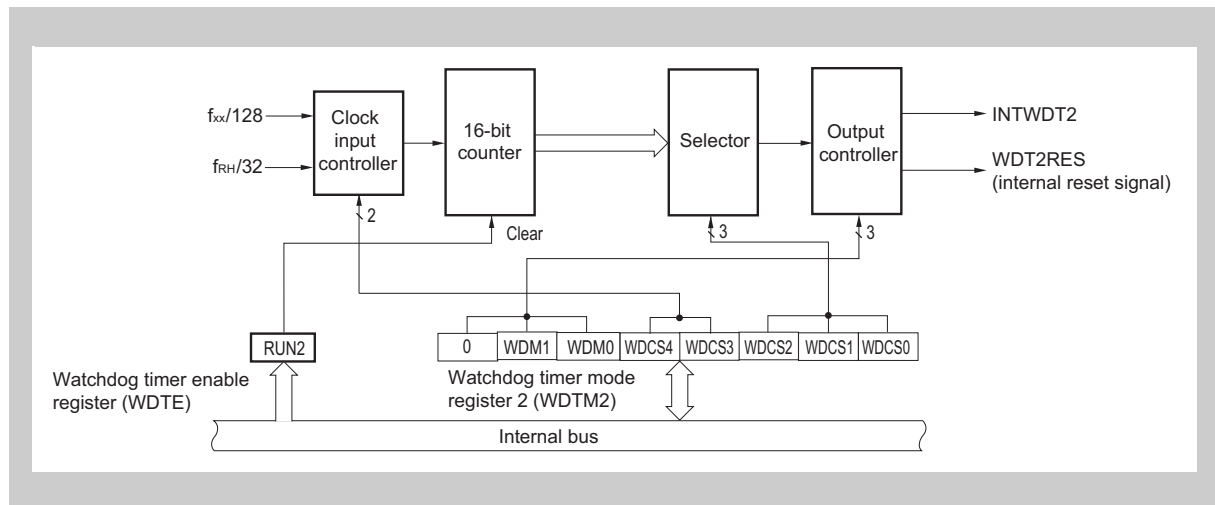 fxx/128
fRH/32
Clock
input
controller
16-bit
counter
Selector
Output
controller
INTWDT2
WDT2RES
(internal reset signal)
2
Clear
3
3
RUN2
0
WDM1
WDM0
WDCS4
WDCS3
WDCS2
WDCS1
WDCS0
Watchdog timer enable
register (WDTE)
Watchdog timer mode
register 2 (WDTM2)
Internal bus